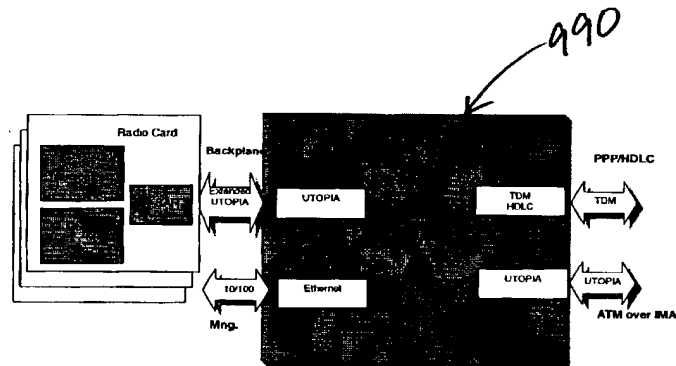 990
Radio Card
Backplane
PPP/HDLC
Extended
UTOPIA
UTOPIA
TDM
HDLC
TDM
10/100
Ethernet
UTOPIA
UTOPIA
Mng.
ATM over IMA